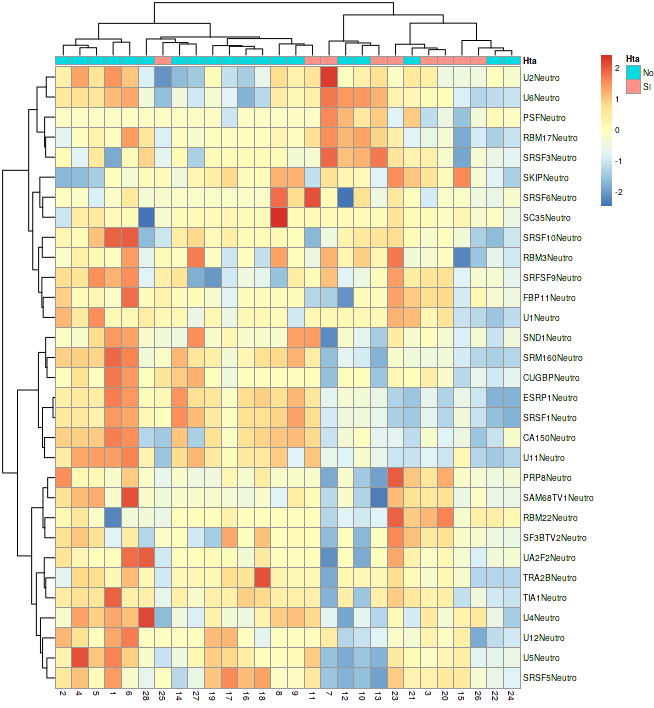 Hta
U2Neutro
U6Neutro
PSFNeutro
RBM17Neutro
SRSF3Neutro
SKIPNeutro
SRSF6Neutro
SC35Neutro
SRSF10Neutro
RBM3Neutro
SRFSF9Neutro
FBP11Neutro
U1Neutro
SND1Neutro
SRM160Neutro
CUGBPNeutro
ESRP1Neutro
SRSF1Neutro
CA150Neutro
U11Neutro
PRP8Neutro
SAM68TV1Neutro
RBM22Neutro
SF3BTV2Neutro
UA2F2Neutro
TRA2BNeutro
TIA1Neutro
U4Neutro
U12Neutro
U5Neutro
SRSF5Neutro
2 4 5 1 6 28 25 14 27 19 17 16 18 8 9 11 7 12 10 13 23 21 3 20 15 26 22 24
2
1
0
-1
-2
Hta
No
Si